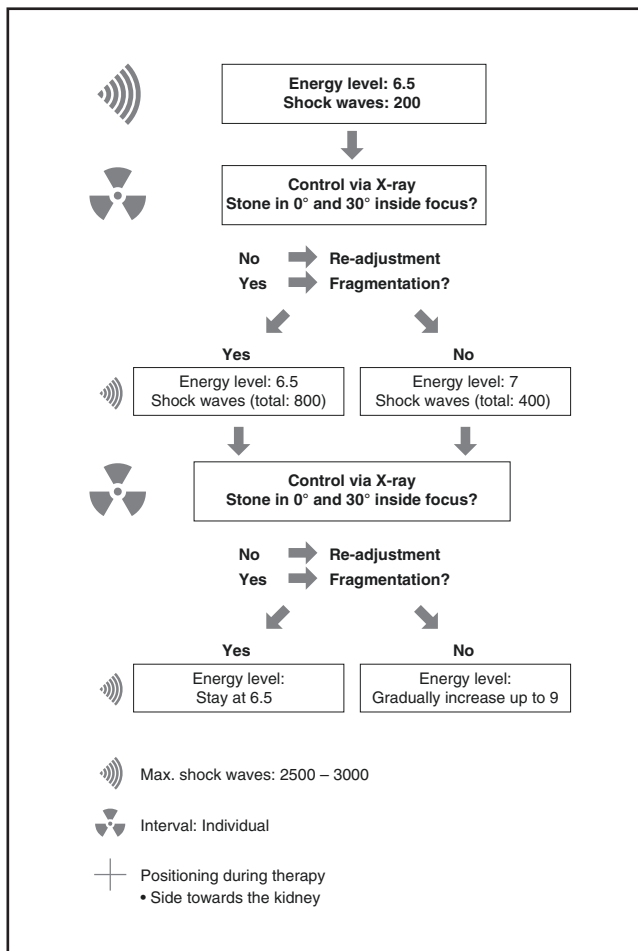 Energy level: 6.5
Shock waves: 200
Control via X-ray
Stone in 0° and 30° inside focus?
No Re-adjustment
Yes Fragmentation?
Yes
No
Energy level: 6.5
Shock waves (total: 800)
Energy level: 7
Shock waves (total: 400)
Control via X-ray
Stone in 0° and 30° inside focus?
No Re-adjustment
Yes Fragmentation?
Yes
No
Energy level:
Stay at 6.5
Energy level:
Gradually increase up to 9
Max. shock waves: 2500 – 3000
Interval: Individual
Positioning during therapy
• Side towards the kidney